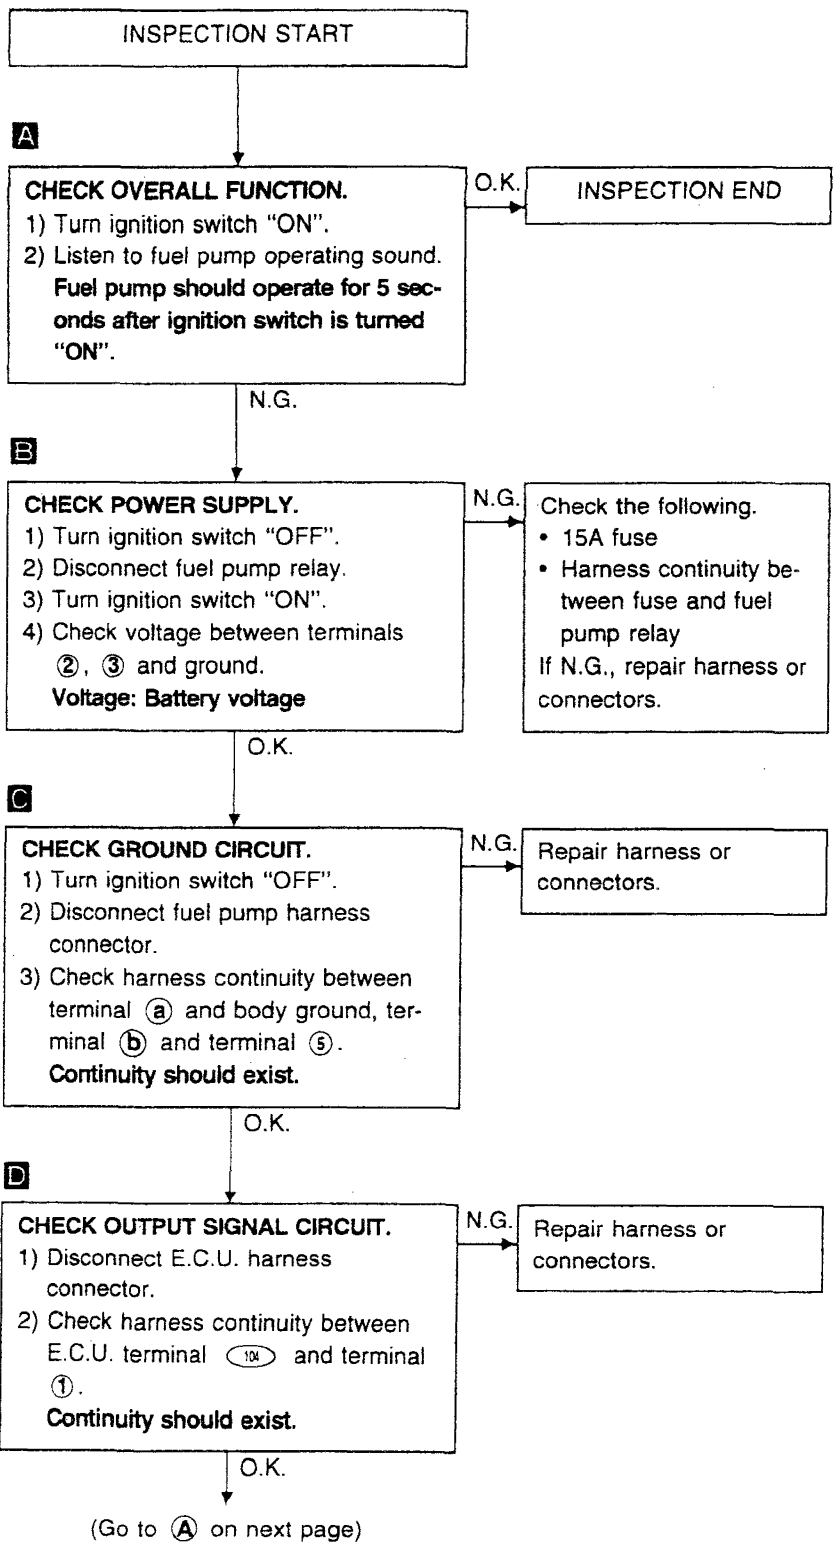 INSPECTION START
A
CHECK OVERALL FUNCTION.
1) Turn ignition switch “ON”.
2) Listen to fuel pump operating sound.
Fuel pump should operate for 5 sec-
onds after ignition switch is turned
“ON”.
O.K.
INSPECTION END
N.G.
B
CHECK POWER SUPPLY.
1) Turn ignition switch “OFF”.
2) Disconnect fuel pump relay.
3) Turn ignition switch “ON”.
4) Check voltage between terminals
②, ③ and ground.
Voltage: Battery voltage
N.G.
Check the following.
• 15A fuse
• Harness continuity be-
tween fuse and fuel
pump relay
If N.G., repair harness or
connectors.
O.K.
C
CHECK GROUND CIRCUIT.
1) Turn ignition switch “OFF”.
2) Disconnect fuel pump harness
connector.
3) Check harness continuity between
terminal ⓐ and body ground, ter-
minal ⓑ and terminal ⑤.
Continuity should exist.
N.G.
Repair harness or
connectors.
O.K.
D
CHECK OUTPUT SIGNAL CIRCUIT.
1) Disconnect E.C.U. harness
connector.
2) Check harness continuity between
E.C.U. terminal 104 and terminal
①.
Continuity should exist.
N.G.
Repair harness or
connectors.
O.K.
(Go to Ⓐ on next page)